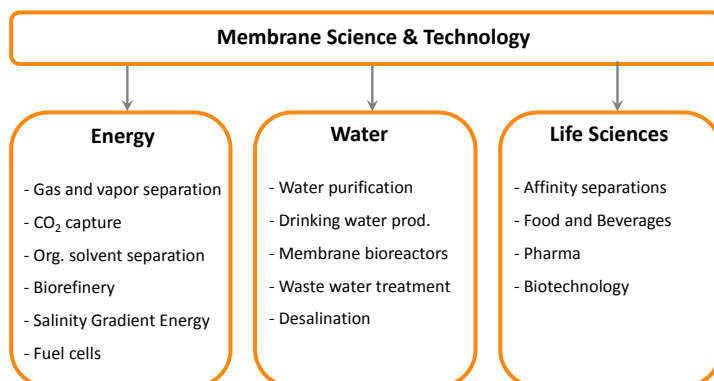 Membrane Science & Technology
Energy
- Gas and vapor separation
- CO₂ capture
- Org. solvent separation
- Biorefinery
- Salinity Gradient Energy
- Fuel cells
Water
- Water purification
- Drinking water prod.
- Membrane bioreactors
- Waste water treatment
- Desalination
Life Sciences
- Affinity separations
- Food and Beverages
- Pharma
- Biotechnology